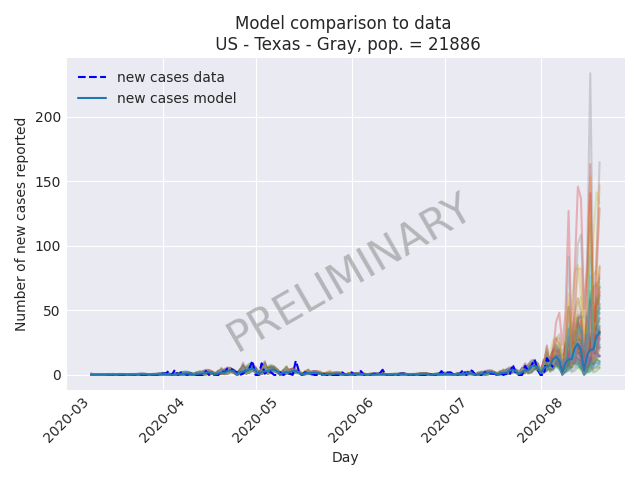 Model comparison to data
US - Texas - Gray, pop. = 21886
new cases data
new cases model
Number of new cases reported
200
150
100
50
0
PRELIMINARY
2020-03
2020-04
2020-05
2020-06
2020-07
2020-08
Day